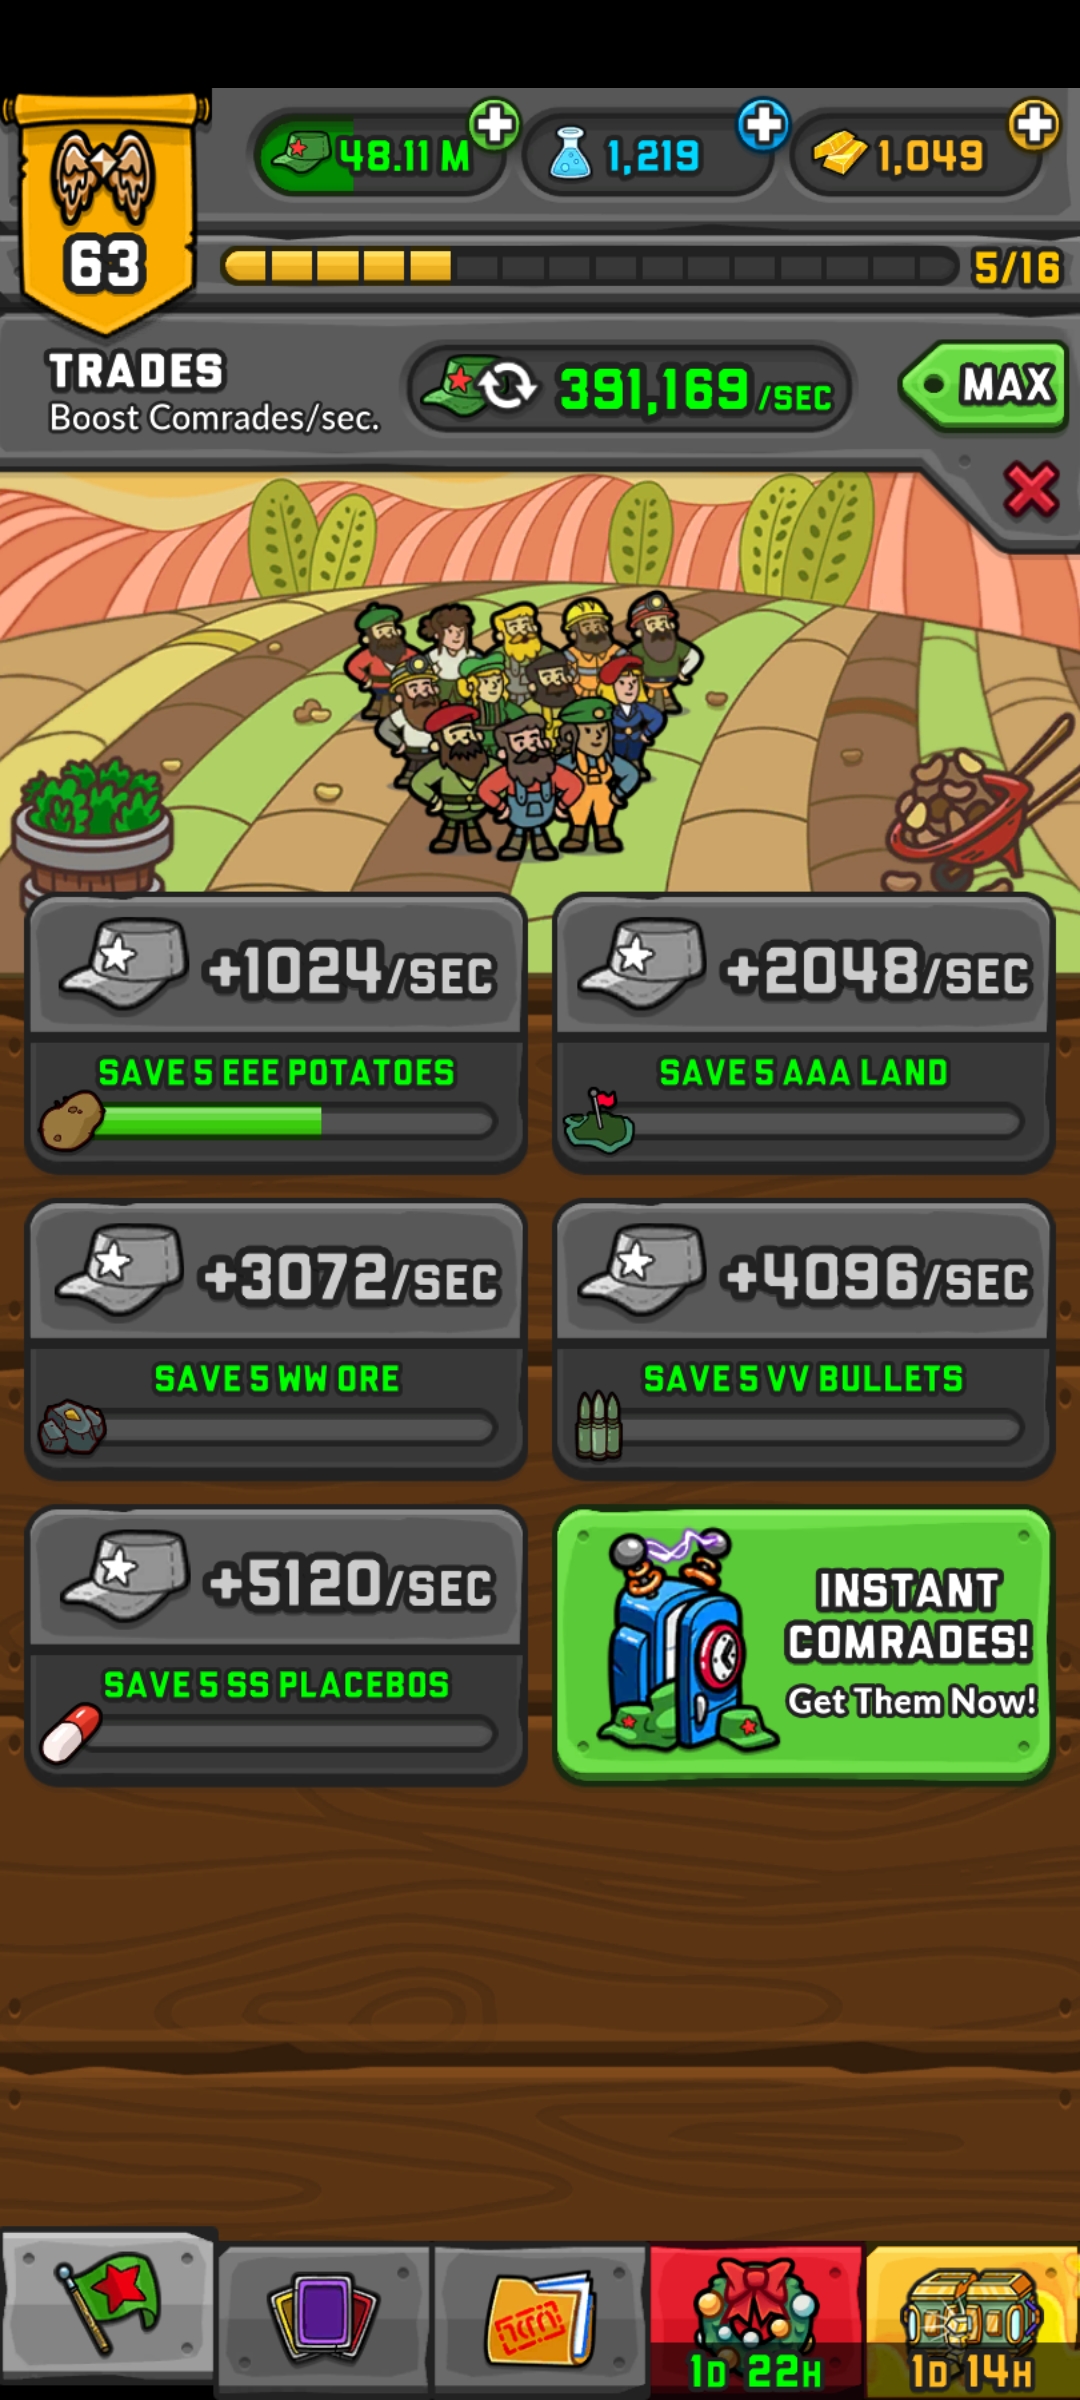 48.11 M
1,219
1,049
63
5/16
TRADES
Boost Comrades/sec.
391,169 /SEC
MAX
+1024/SEC
SAVE 5 EEE POTATOES
+2048/SEC
SAVE 5 AAA LAND
+3072/SEC
SAVE 5 WW ORE
+4096/SEC
SAVE 5 VV BULLETS
+5120/SEC
SAVE 5 SS PLACEBOS
INSTANT
COMRADES!
Get Them Now!
1D 22H
1D 14H